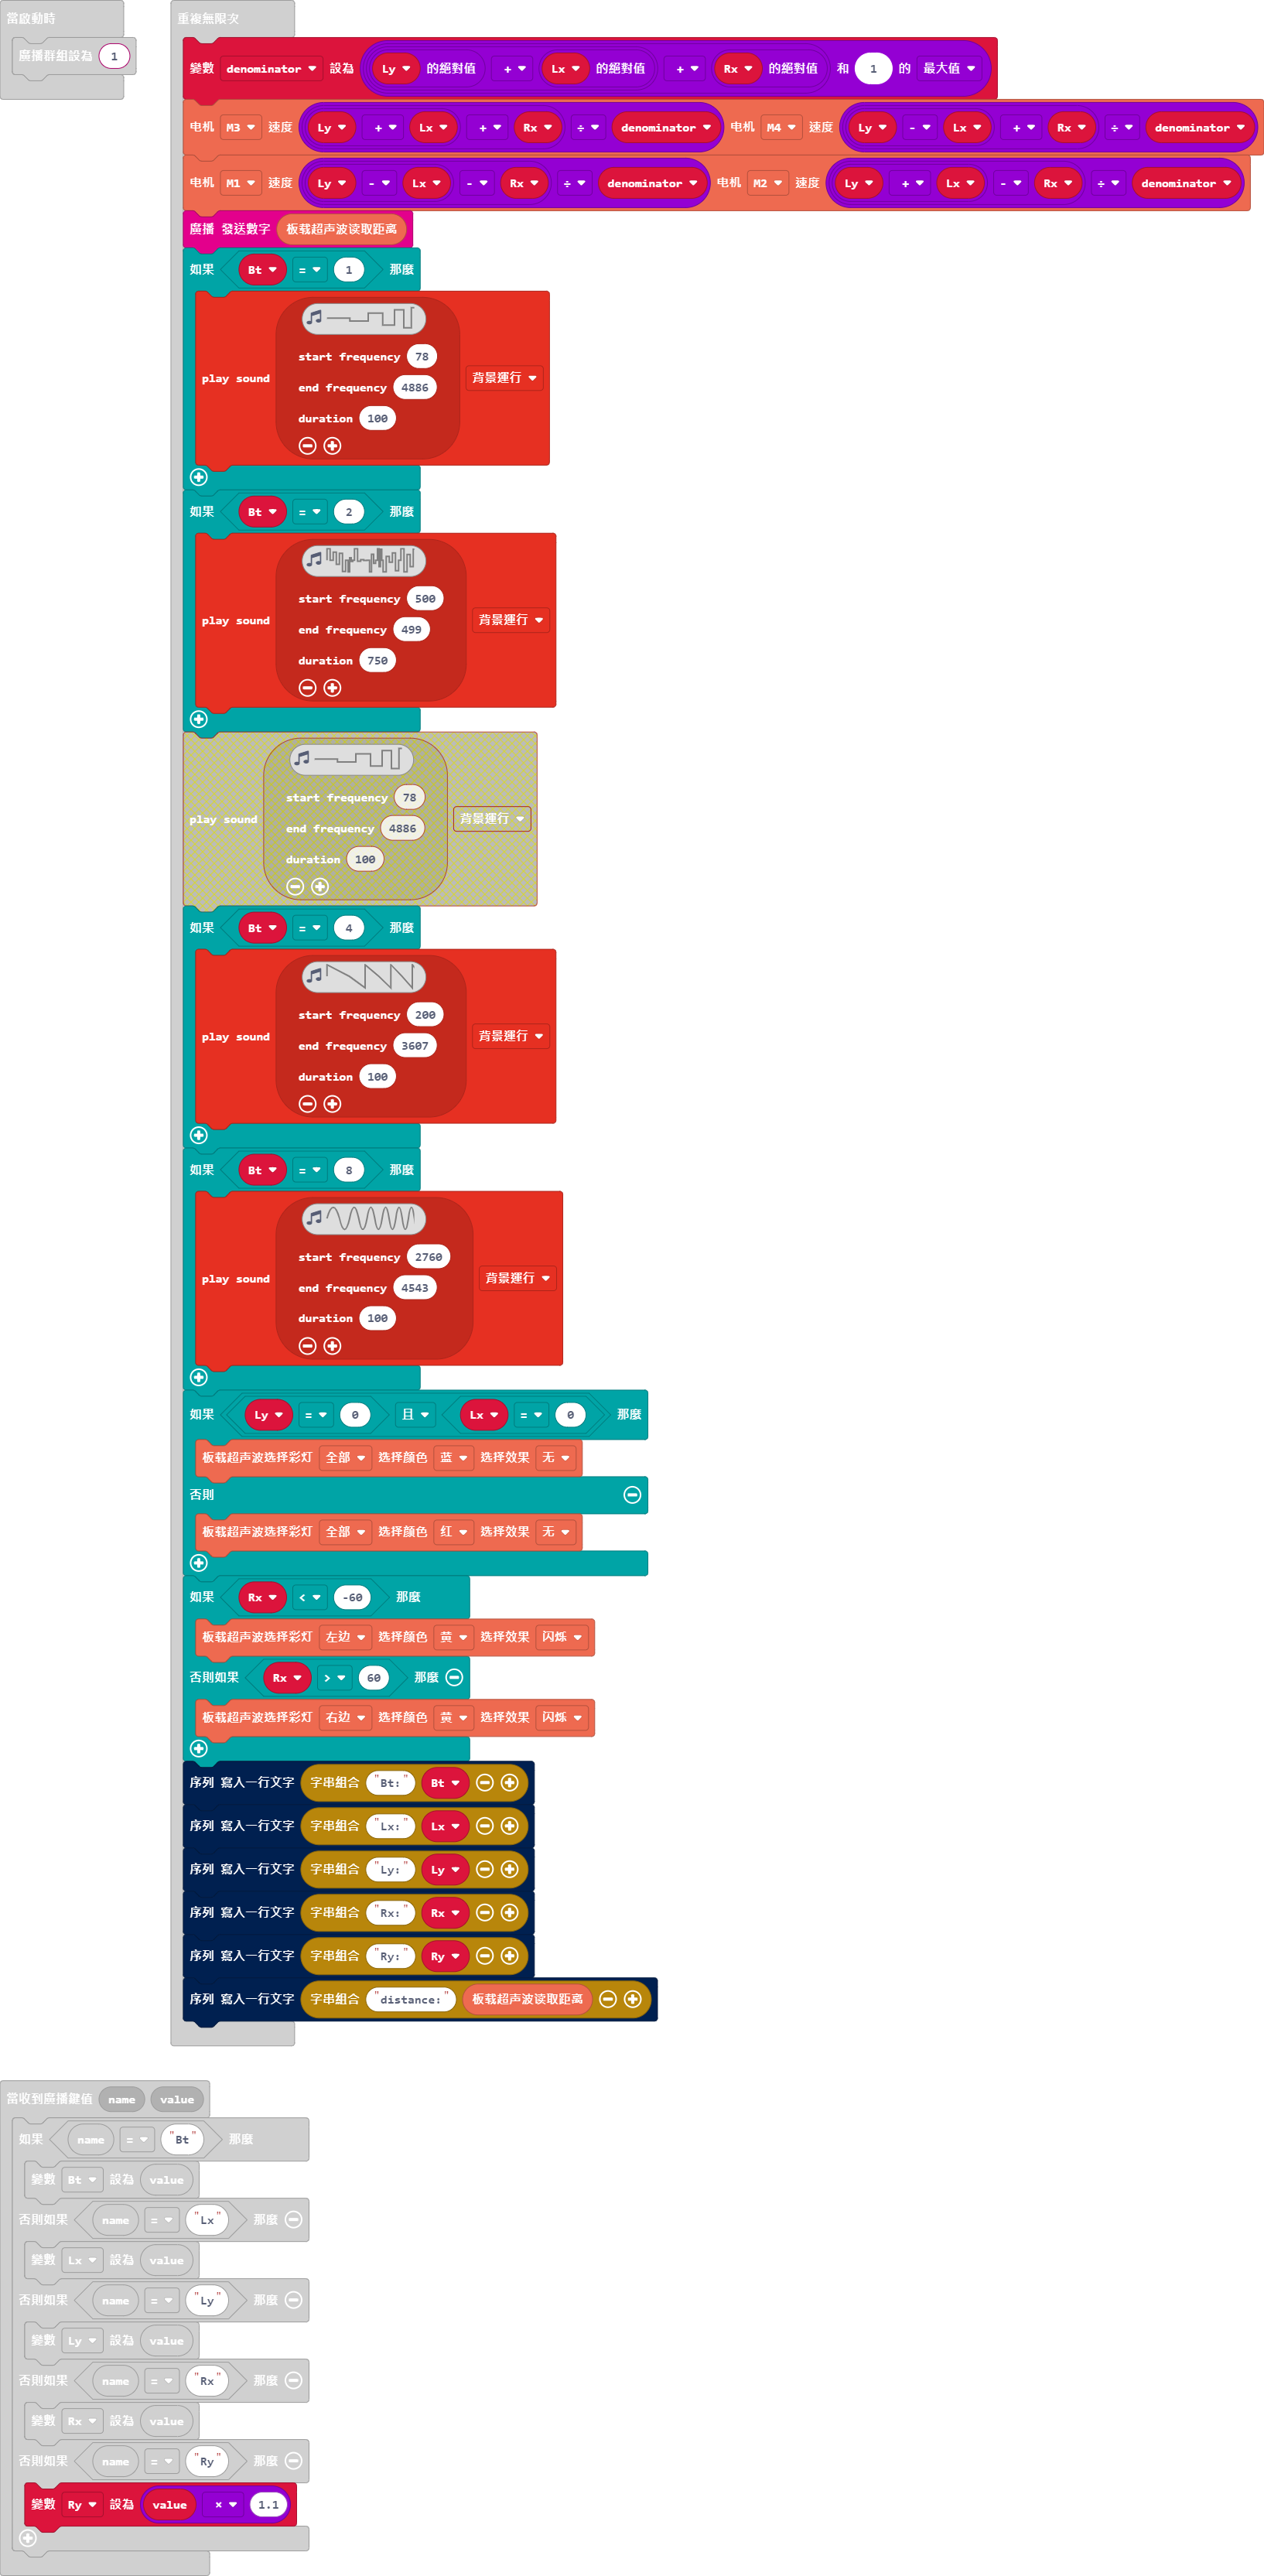 當啟動時
廣播群組設為 1
重複無限次
變數 denominator 設為 Ly 的絕對值 + Lx 的絕對值 + Rx 的絕對值 和 1 的 最大值
电机 M3 速度 Ly + Lx + Rx ÷ denominator 电机 M4 速度 Ly - Lx + Rx ÷ denominator
电机 M1 速度 Ly - Lx - Rx ÷ denominator 电机 M2 速度 Ly + Lx - Rx ÷ denominator
廣播 發送數字 板载超声波读取距离
如果 Bt = 1 那麼
start frequency 78
end frequency 4886
play sound 背景運行
duration 100
如果 Bt = 2 那麼
start frequency 500
end frequency 499
play sound 背景運行
duration 750
start frequency 78
end frequency 4886
play sound 背景運行
duration 100
如果 Bt = 4 那麼
start frequency 200
end frequency 3607
play sound 背景運行
duration 100
如果 Bt = 8 那麼
start frequency 2760
end frequency 4543
play sound 背景運行
duration 100
如果 Ly = 0 且 Lx = 0 那麼
板载超声波选择彩灯 全部 选择颜色 蓝 选择效果 无
否則
板载超声波选择彩灯 全部 选择颜色 红 选择效果 无
如果 Rx < -60 那麼
板载超声波选择彩灯 左边 选择颜色 黄 选择效果 闪烁
否則如果 Rx > 60 那麼
板载超声波选择彩灯 右边 选择颜色 黄 选择效果 闪烁
序列 寫入一行文字 字串組合 "Bt:" Bt
序列 寫入一行文字 字串組合 "Lx:" Lx
序列 寫入一行文字 字串組合 "Ly:" Ly
序列 寫入一行文字 字串組合 "Rx:" Rx
序列 寫入一行文字 字串組合 "Ry:" Ry
序列 寫入一行文字 字串組合 "distance:" 板载超声波读取距离
當收到廣播鍵值 name value
如果 name = "Bt" 那麼
變數 Bt 設為 value
否則如果 name = "Lx" 那麼
變數 Lx 設為 value
否則如果 name = "Ly" 那麼
變數 Ly 設為 value
否則如果 name = "Rx" 那麼
變數 Rx 設為 value
否則如果 name = "Ry" 那麼
變數 Ry 設為 value × 1.1